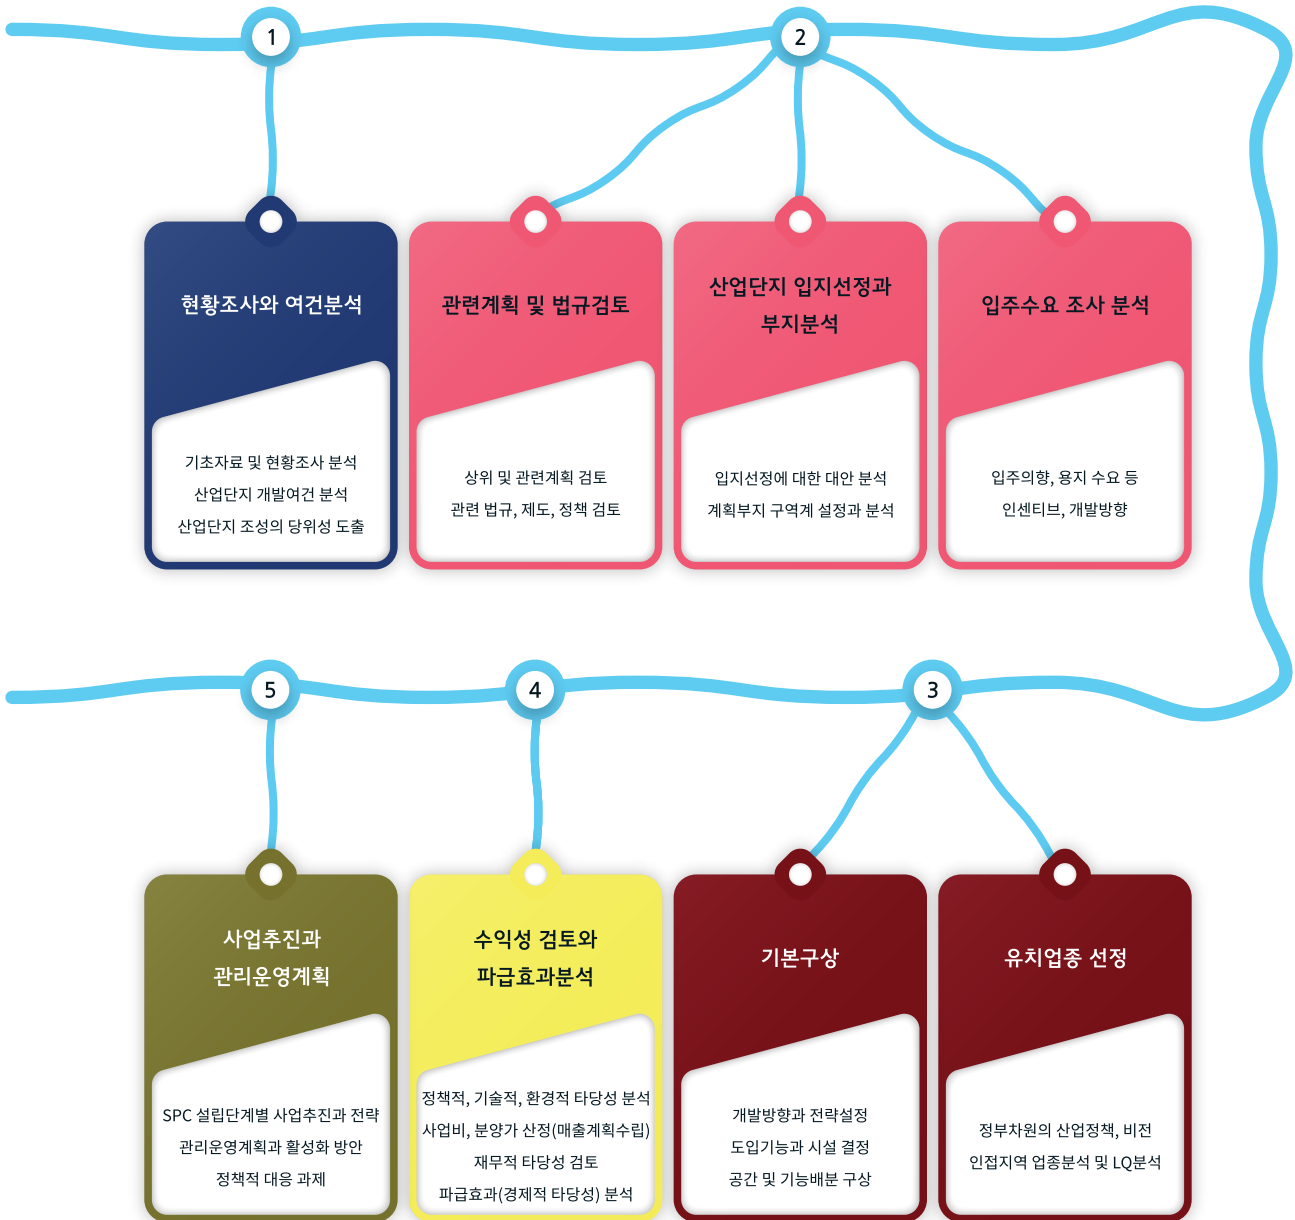 1
2
현황조사와 여건분석
기초자료 및 현황조사 분석
산업단지 개발여건 분석
산업단지 조성의 당위성 도출
관련계획 및 법규검토
상위 및 관련계획 검토
관련 법규, 제도, 정책 검토
산업단지 입지선정과
부지분석
입지선정에 대한 대안 분석
계획부지 구역계 설정과 분석
입주수요 조사 분석
입주의향, 용지 수요 등
인센티브, 개발방향
5
4
3
사업추진과
관리운영계획
SPC 설립단계별 사업추진과 전략
관리운영계획과 활성화 방안
정책적 대응 과제
수익성 검토와
파급효과분석
정책적, 기술적, 환경적 타당성 분석
사업비, 분양가 산정(매출계획수립)
재무적 타당성 검토
파급효과(경제적 타당성) 분석
기본구상
개발방향과 전략설정
도입기능과 시설 결정
공간 및 기능배분 구상
유치업종 선정
정부차원의 산업정책, 비전
인접지역 업종분석 및 LQ분석